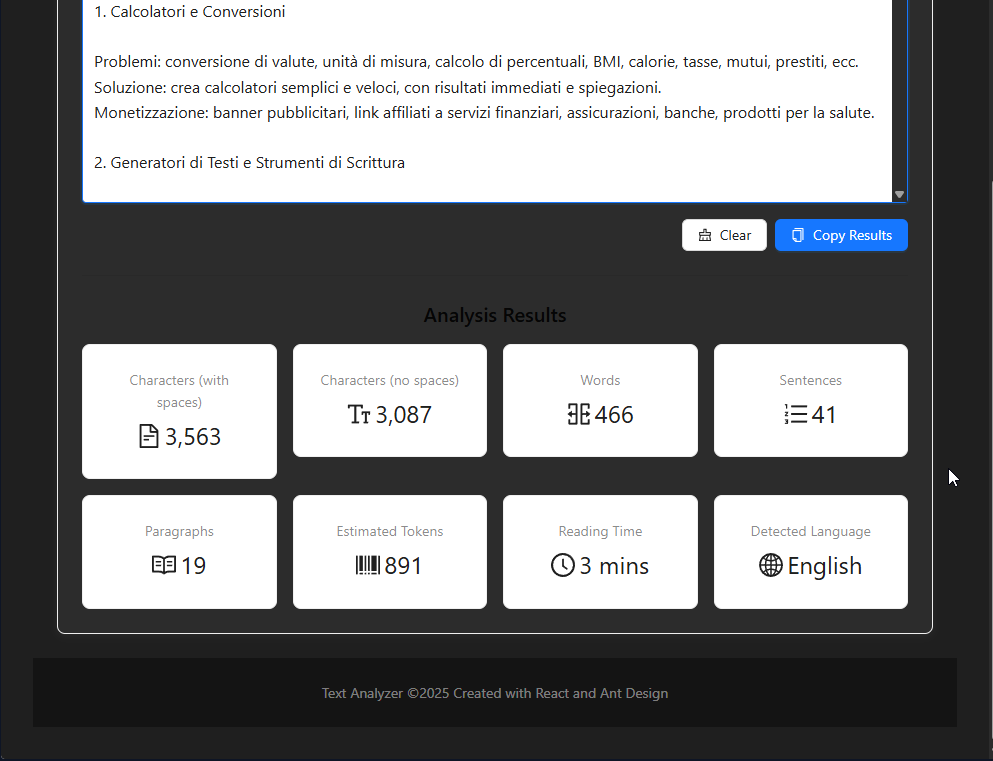 1. Calcolatori e Conversioni
Problemi: conversione di valute, unità di misura, calcolo di percentuali, BMI, calorie, tasse, mutui, prestiti, ecc.
Soluzione: crea calcolatori semplici e veloci, con risultati immediati e spiegazioni.
Monetizzazione: banner pubblicitari, link affiliati a servizi finanziari, assicurazioni, banche, prodotti per la salute.
2. Generatori di Testi e Strumenti di Scrittura
Clear
Copy Results
Analysis Results
Characters (with
spaces)
3,563
Characters (no spaces)
3,087
Words
466
Sentences
41
Paragraphs
19
Estimated Tokens
891
Reading Time
3 mins
Detected Language
English
Text Analyzer ©2025 Created with React and Ant Design